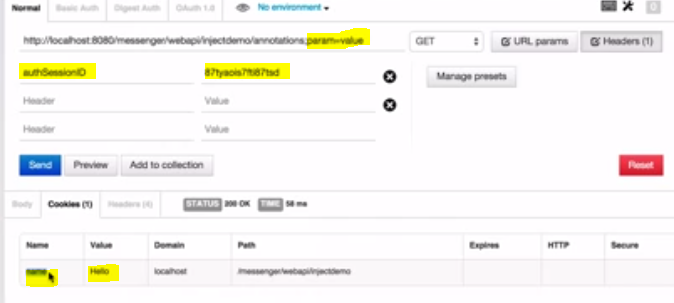 Normal Basic Auth Digest Auth OAuth 1.0 No environment 0
http://localhost:8080/messenger/webapi/injectdemo/annotations;param=value GET URL params Headers (1)
authSessionID 87tyaois7fti87tsd Manage presets
Header Value
Header Value
Send Preview Add to collection Reset
Body Cookies (1) Headers (4) STATUS 200 OK TIME 58 ms
Name Value Domain Path Expires HTTP Secure
name Hello localhost /messenger/webapi/injectdemo